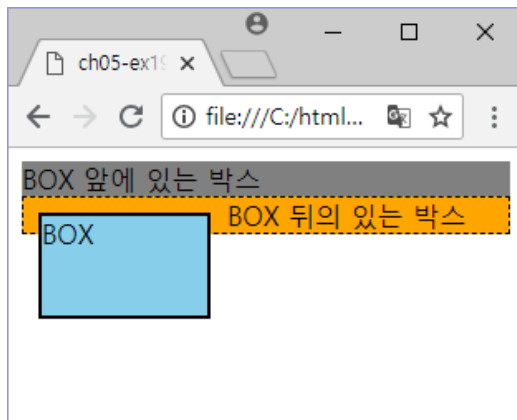 ch05-ex19
file:///C:/html...
BOX 앞에 있는 박스
BOX 뒤의 있는 박스
BOX